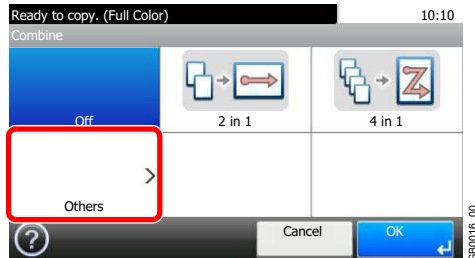 Ready to copy. (Full Color) 10:10
Combine
Off 2 in 1 4 in 1
Others
? Cancel OK
GB0016_00